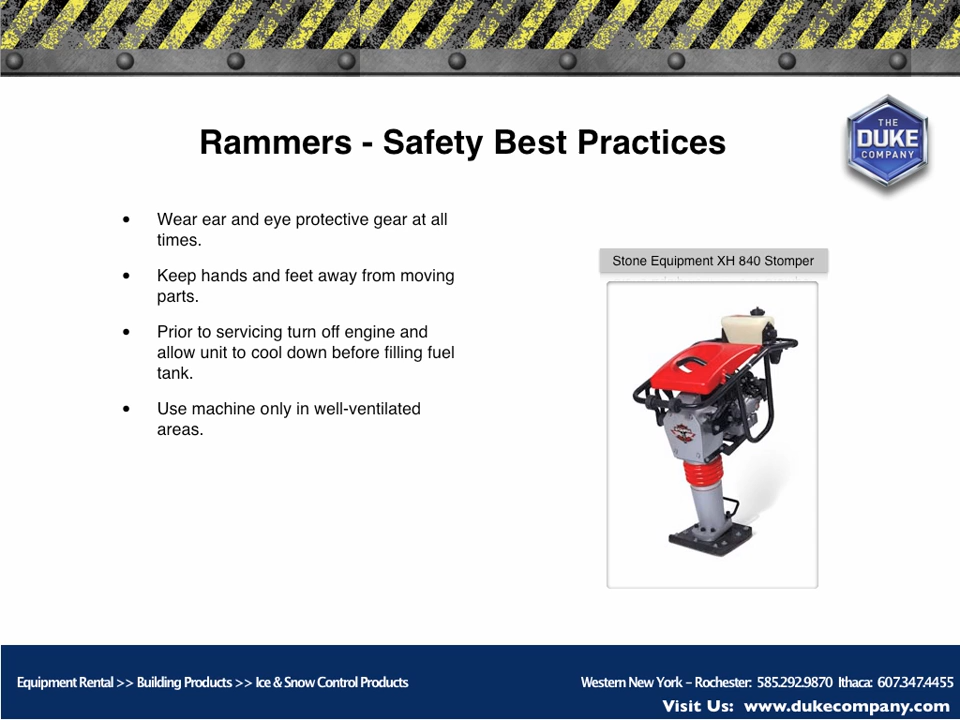 Rammers - Safety Best Practices
THE
DUKE
COMPANY
• Wear ear and eye protective gear at all
times.
• Keep hands and feet away from moving
parts.
• Prior to servicing turn off engine and
allow unit to cool down before filling fuel
tank.
• Use machine only in well-ventilated
areas.
Stone Equipment XH 840 Stomper
Equipment Rental >> Building Products >> Ice & Snow Control Products
Western New York – Rochester: 585.292.9870 Ithaca: 607.347.4455
Visit Us: www.dukecompany.com